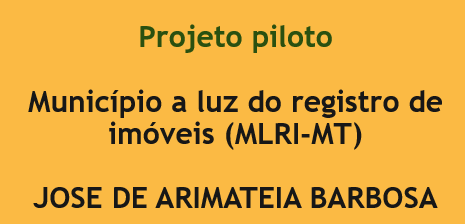 Projeto piloto
Município a luz do registro de
imóveis (MLRI-MT)
JOSE DE ARIMATEIA BARBOSA